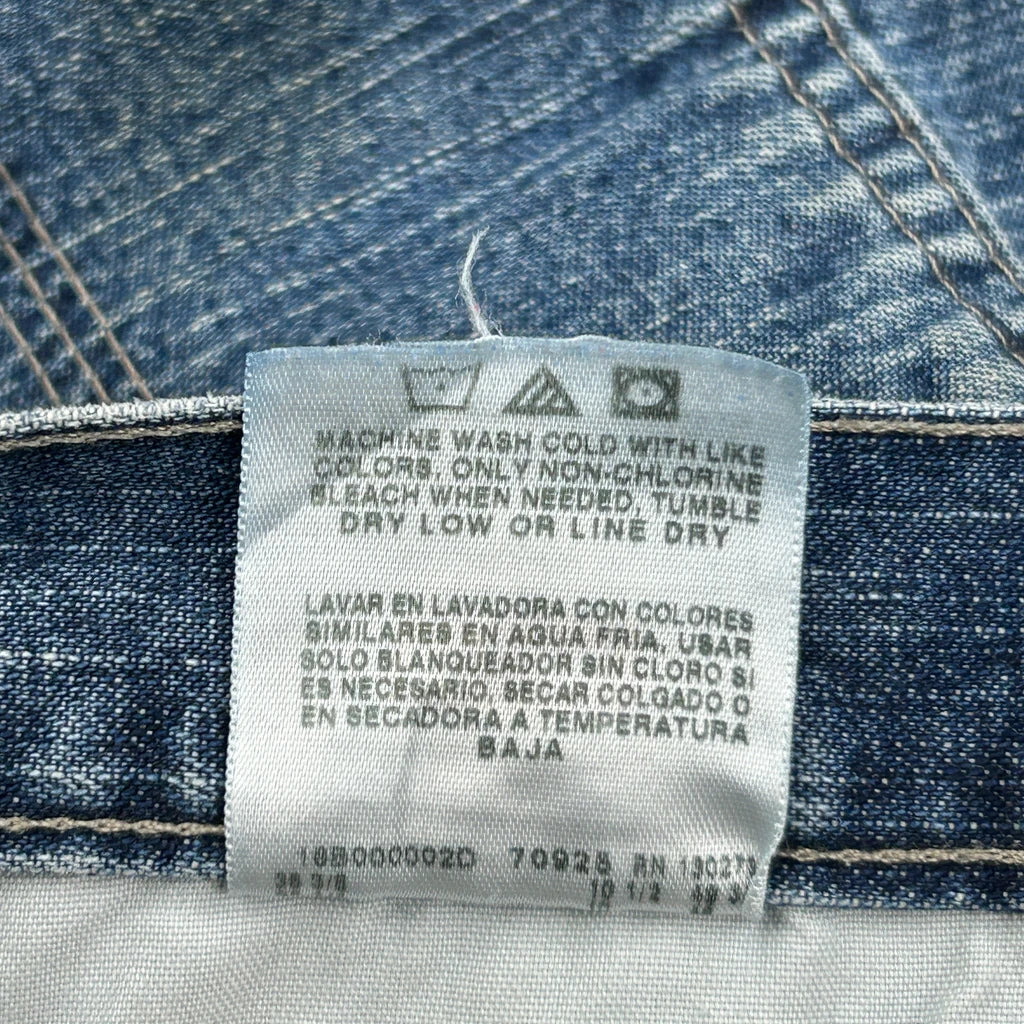 MACHINE WASH COLD WITH LIKE
COLORS, ONLY NON-CHLORINE
BLEACH WHEN NEEDED, TUMBLE
DRY LOW OR LINE DRY
LAVAR EN LAVADORA CON COLORES
SIMILARES EN AGUA FRIA, USAR
SOLO BLANQUEADOR SIN CLORO SI
ES NECESARIO, SECAR COLGADO O
EN SECADORA A TEMPERATURA
BAJA
70925 RN
1/2